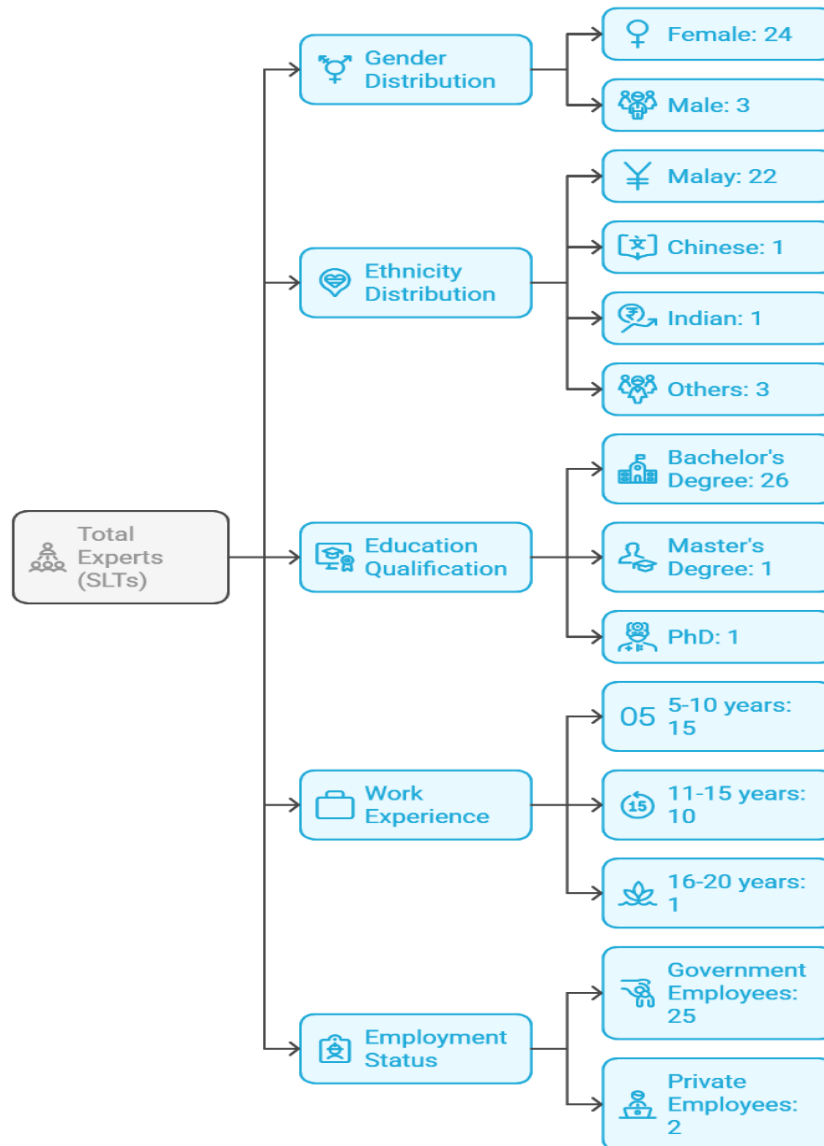 Gender
Distribution
Female: 24
Male: 3
Ethnicity
Distribution
Malay: 22
Chinese: 1
Indian: 1
Others: 3
Total
Experts
(SLTs)
Education
Qualification
Bachelor's
Degree: 26
Master's
Degree: 1
PhD: 1
Work
Experience
05
5-10 years:
15
15
11-15 years:
10
16-20 years:
1
Employment
Status
Government
Employees:
25
Private
Employees:
2